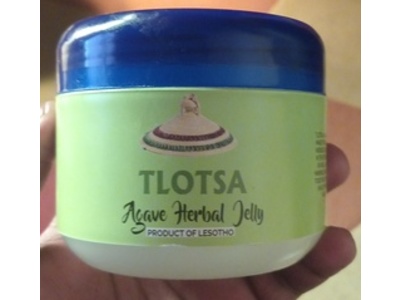 TLOTSA
Agave Herbal Jelly
PRODUCT OF LESOTHO